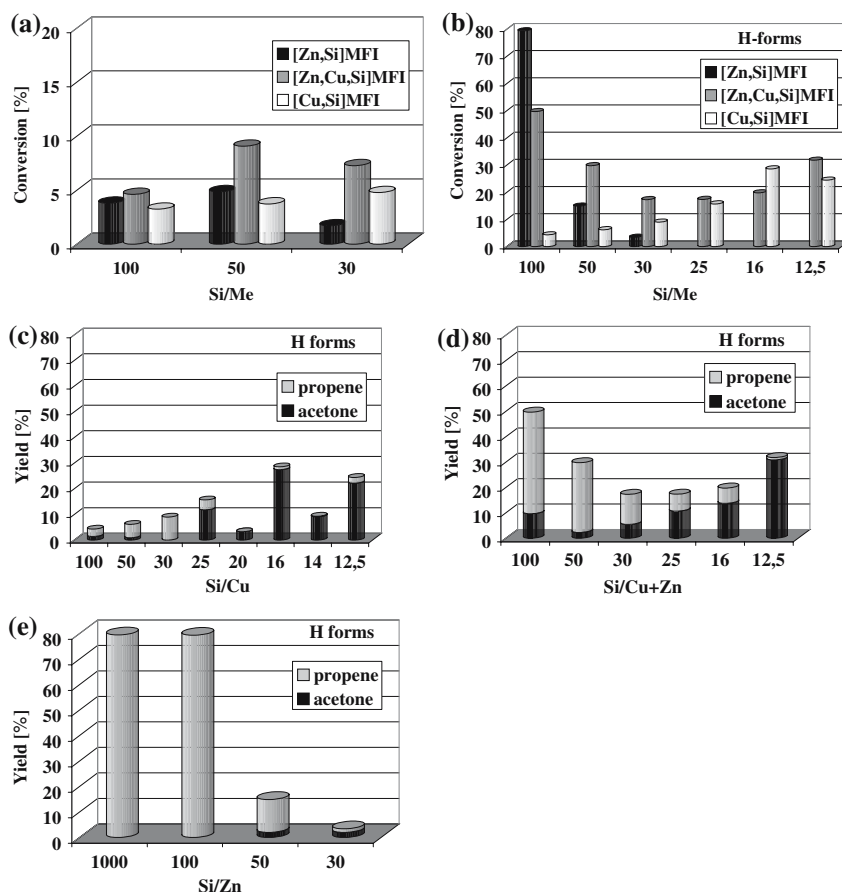 (a)
20
15
10
5
0
Conversion [%]
[Zn,Si]MFI
[Zn,Cu,Si]MFI
[Cu,Si]MFI
100 50 30
Si/Me
(b)
H-forms
80
70
60
50
40
30
20
10
0
Conversion [%]
[Zn,Si]MFI
[Zn,Cu,Si]MFI
[Cu,Si]MFI
100 50 30 25 16 12,5
Si/Me
(c)
H forms
80
70
60
50
40
30
20
10
0
Yield [%]
propene
acetone
100 50 30 25 20 16 14 12,5
Si/Cu
(d)
H forms
80
70
60
50
40
30
20
10
0
Yield [%]
propene
acetone
100 50 30 25 16 12,5
Si/Cu+Zn
(e)
H forms
80
70
60
50
40
30
20
10
0
Yield [%]
propene
acetone
1000 100 50 30
Si/Zn